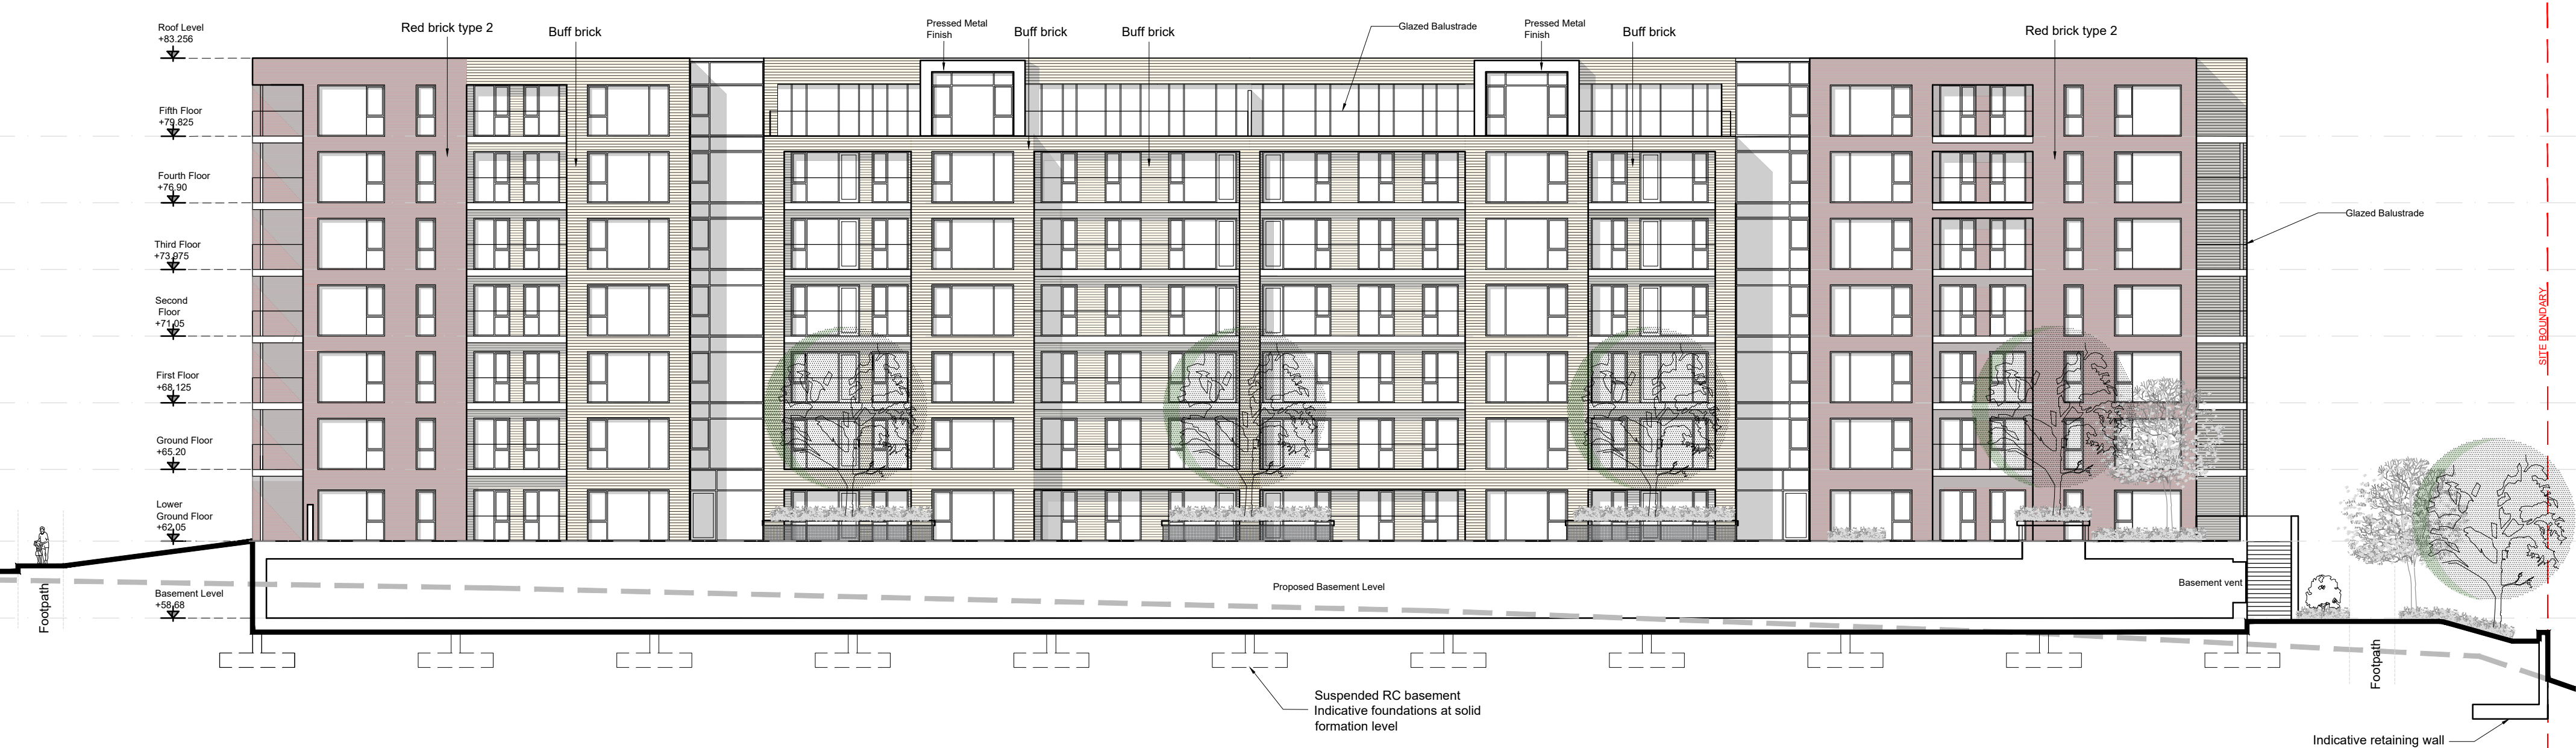 Roof Level
+83.256
Red brick type 2
Buff brick
Pressed Metal
Finish
Buff brick
Buff brick
Glazed Balustrade
Pressed Metal
Finish
Buff brick
Red brick type 2
Fifth Floor
+79.825
Fourth Floor
+76.90
Glazed Balustrade
Third Floor
+73.975
Second
Floor
+71.05
SITE BOUNDARY
First Floor
+68.125
Ground Floor
+65.20
Lower
Ground Floor
+62.05
Footpath
Basement Level
+58.68
Proposed Basement Level
Basement vent
Footpath
Suspended RC basement
Indicative foundations at solid
formation level
Indicative retaining wall